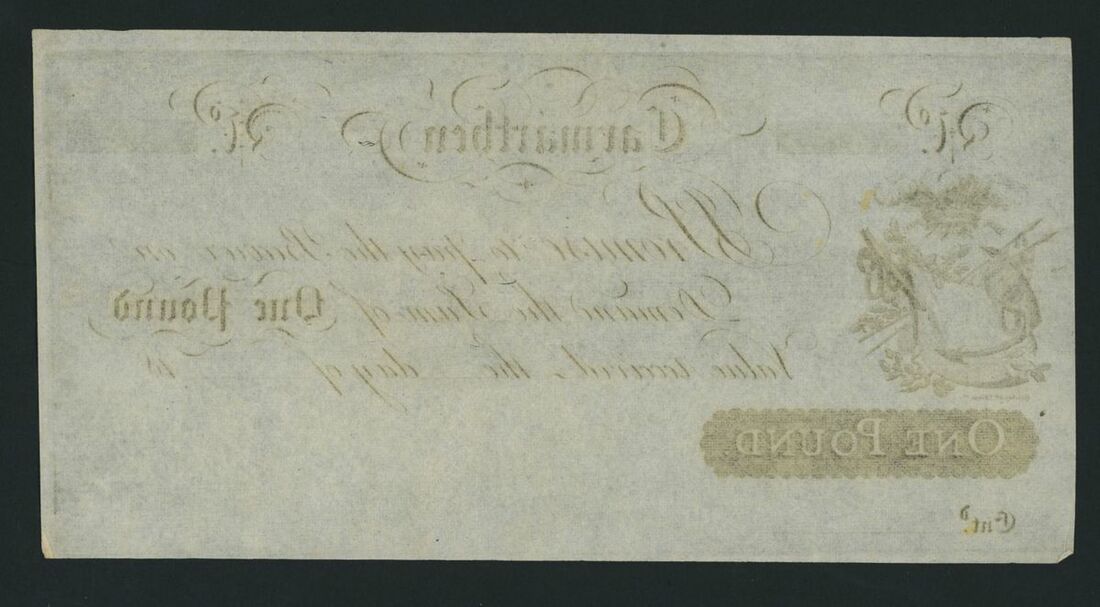 No. Carmarthen No.
I Promise to pay the Bearer on
Demand the Sum of One Pound
Value received, the day of 18
ONE POUND
Entd.